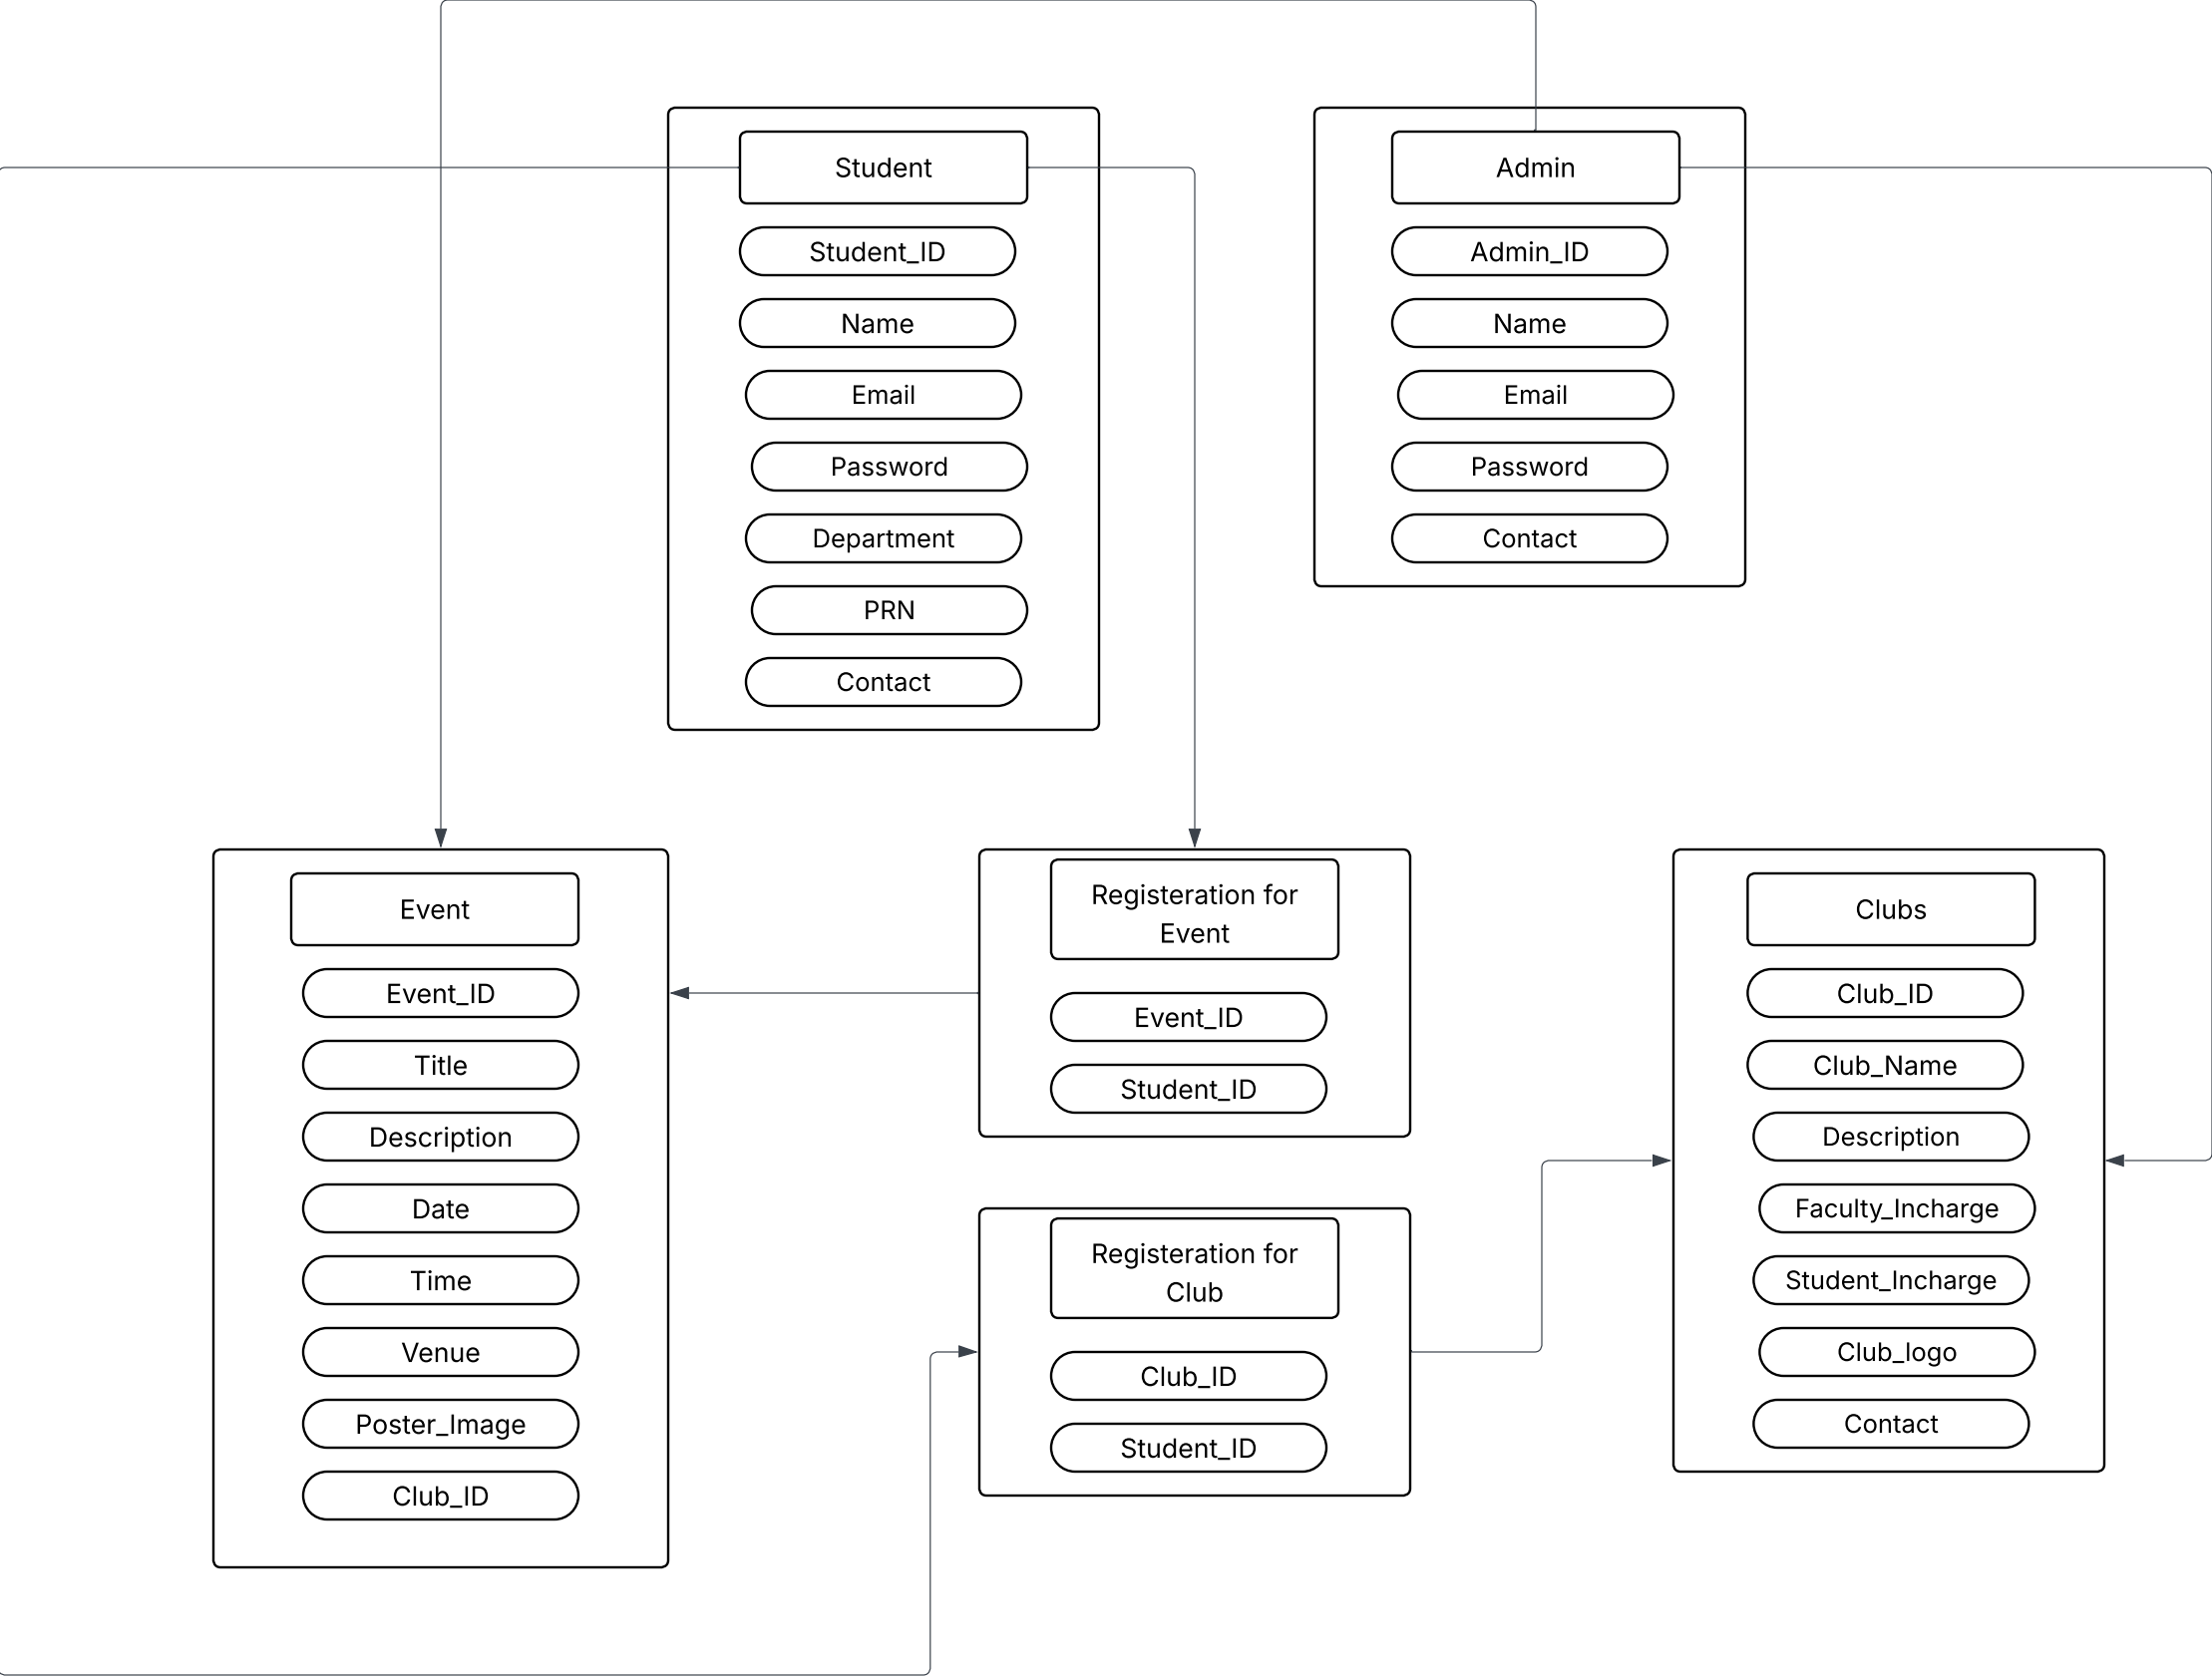 Student
Student_ID
Name
Email
Password
Department
PRN
Contact
Admin
Admin_ID
Name
Email
Password
Contact
Event
Event_ID
Title
Description
Date
Time
Venue
Poster_Image
Club_ID
Registeration for
Event
Event_ID
Student_ID
Registeration for
Club
Club_ID
Student_ID
Clubs
Club_ID
Club_Name
Description
Faculty_Incharge
Student_Incharge
Club_logo
Contact